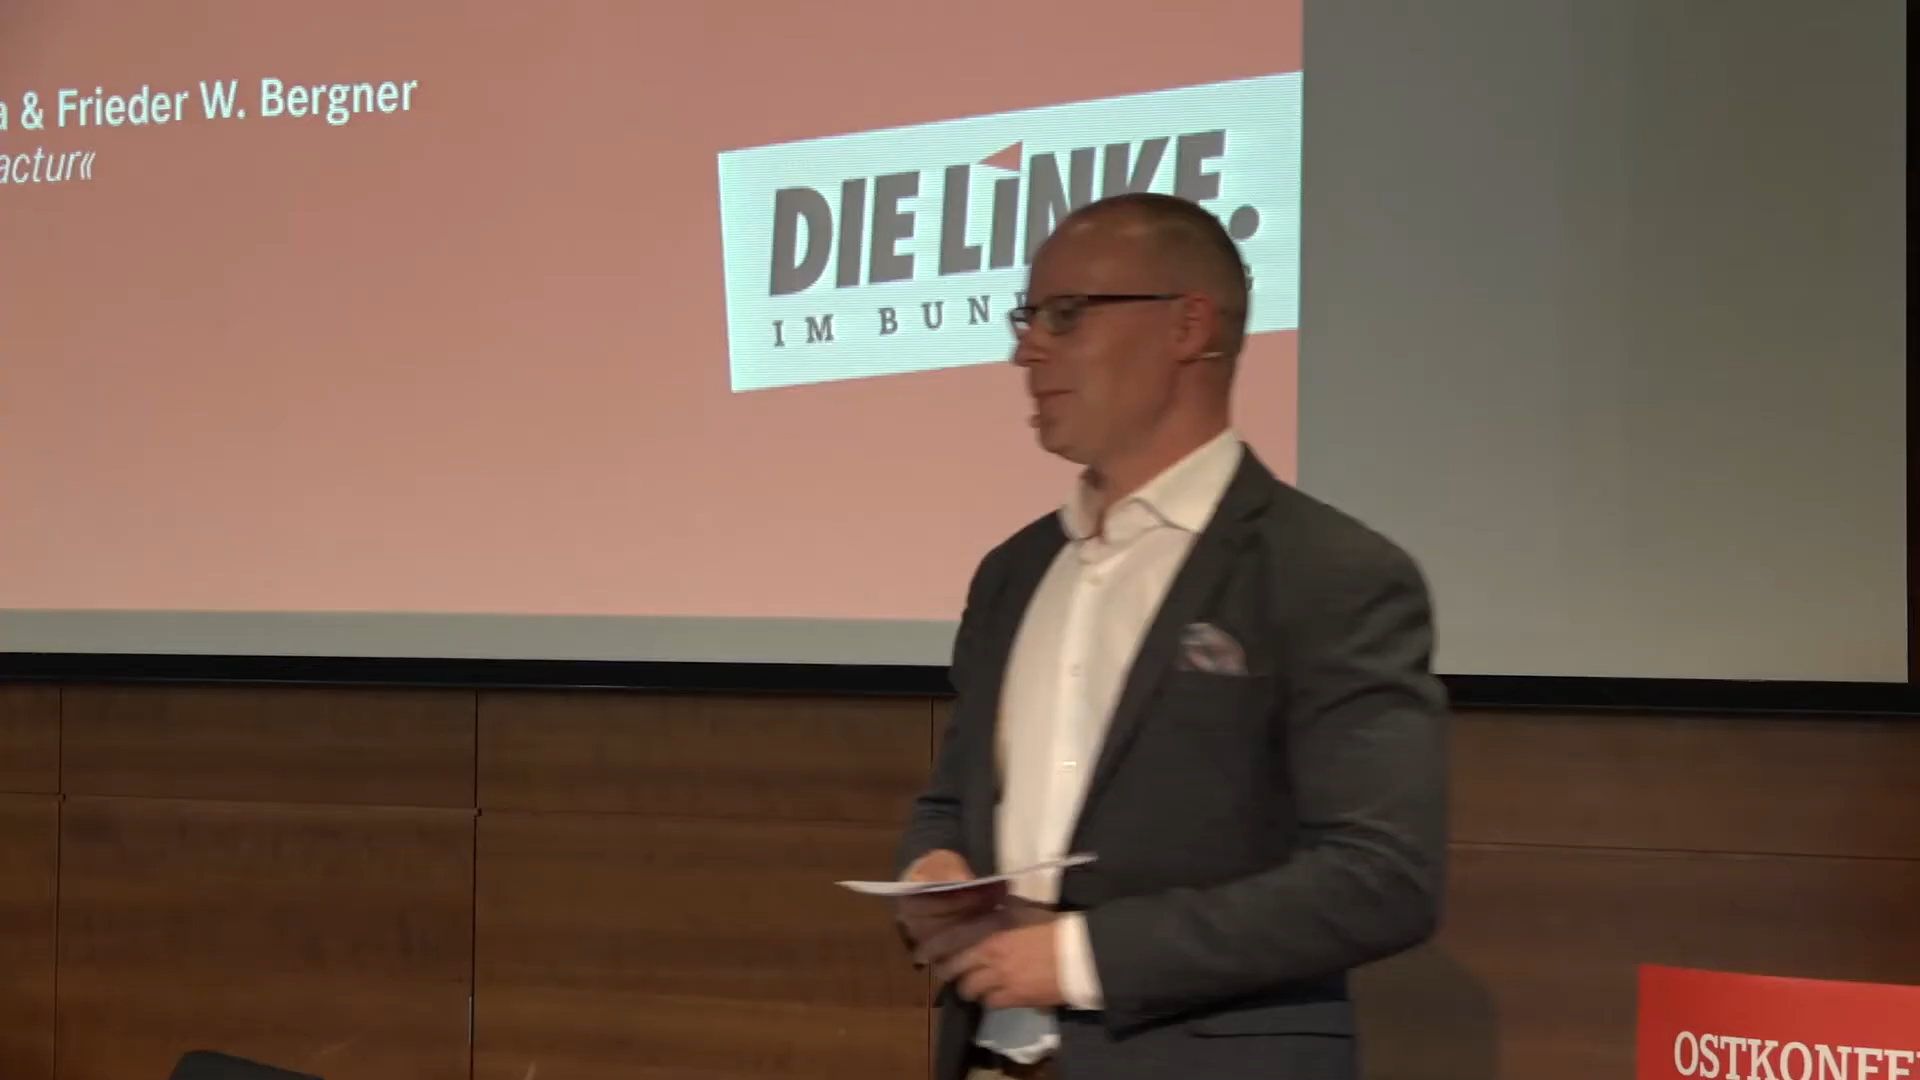 a & Frieder W. Bergner
actur«
DIE LINKE.
IM BUN
OSTKONFE